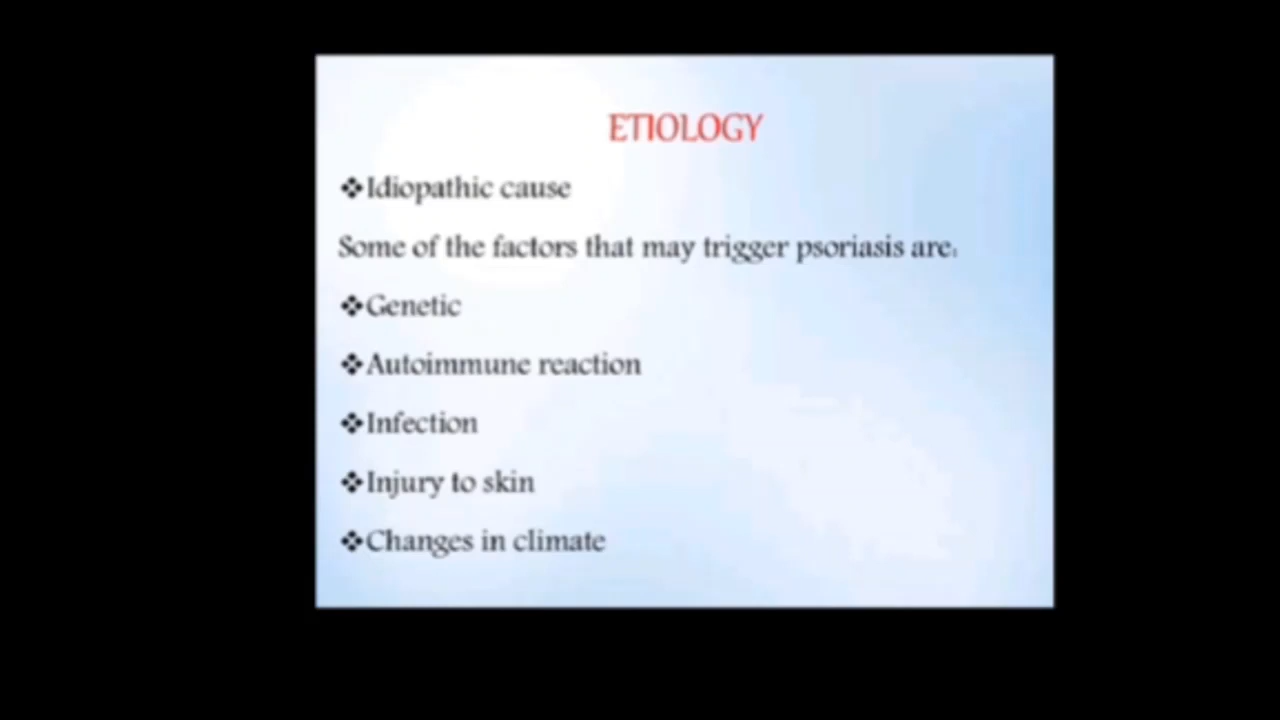 ETIOLOGY
❖Idiopathic cause
Some of the factors that may trigger psoriasis are:
❖Genetic
❖Autoimmune reaction
❖Infection
❖Injury to skin
❖Changes in climate